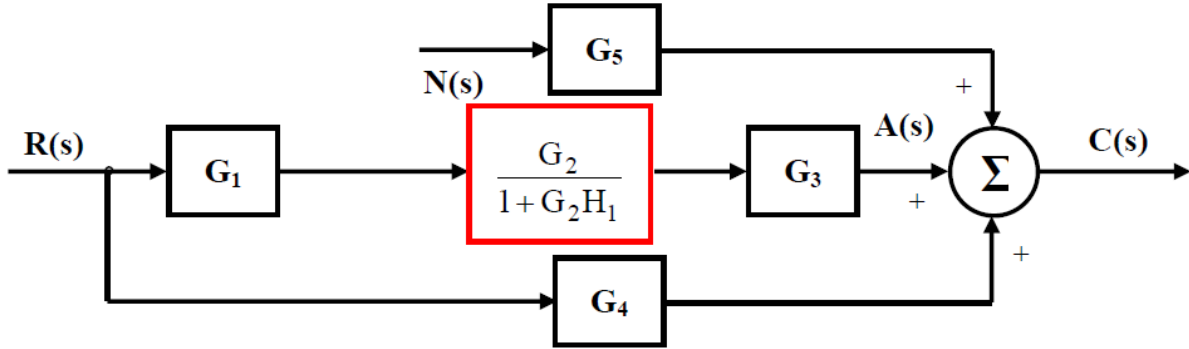 G₅
N(s)
+
R(s)
G₁
G₂
1 + G₂H₁
G₃
A(s)
+
Σ
C(s)
G₄
+